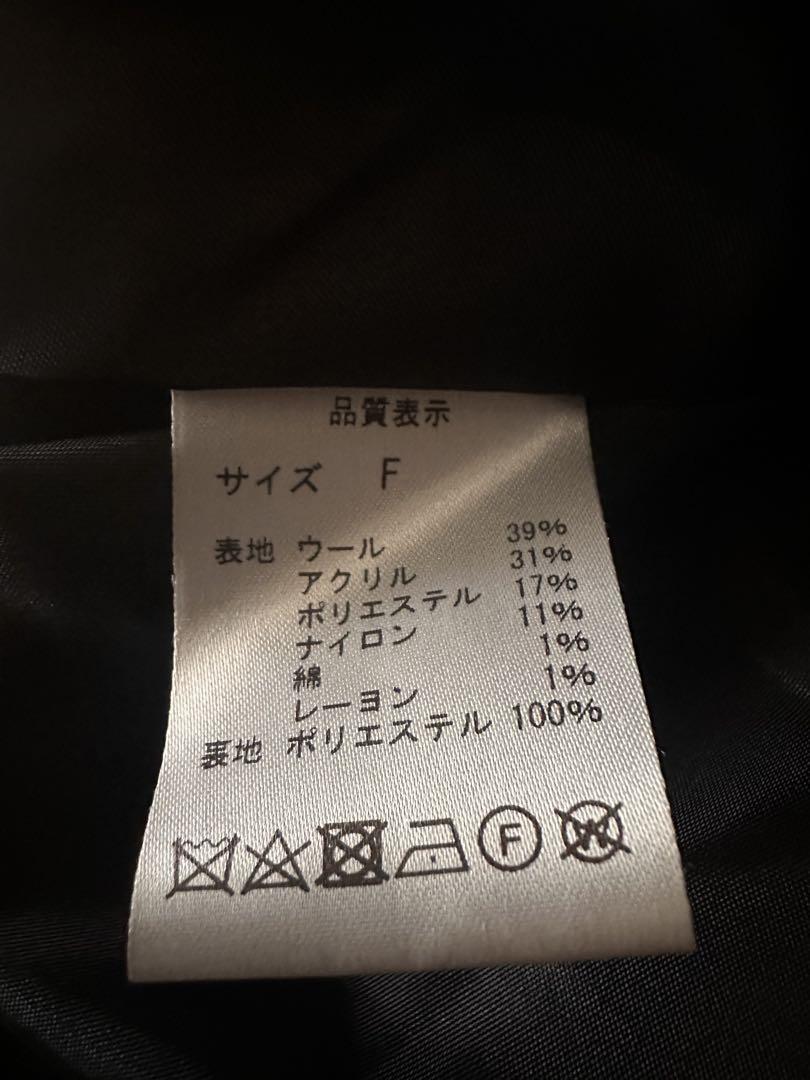 品質表示
サイズ F
表地 ウール 39%
アクリル 31%
ポリエステル 17%
ナイロン 11%
綿 1%
レーヨン 1%
裏地 ポリエステル 100%
F
W